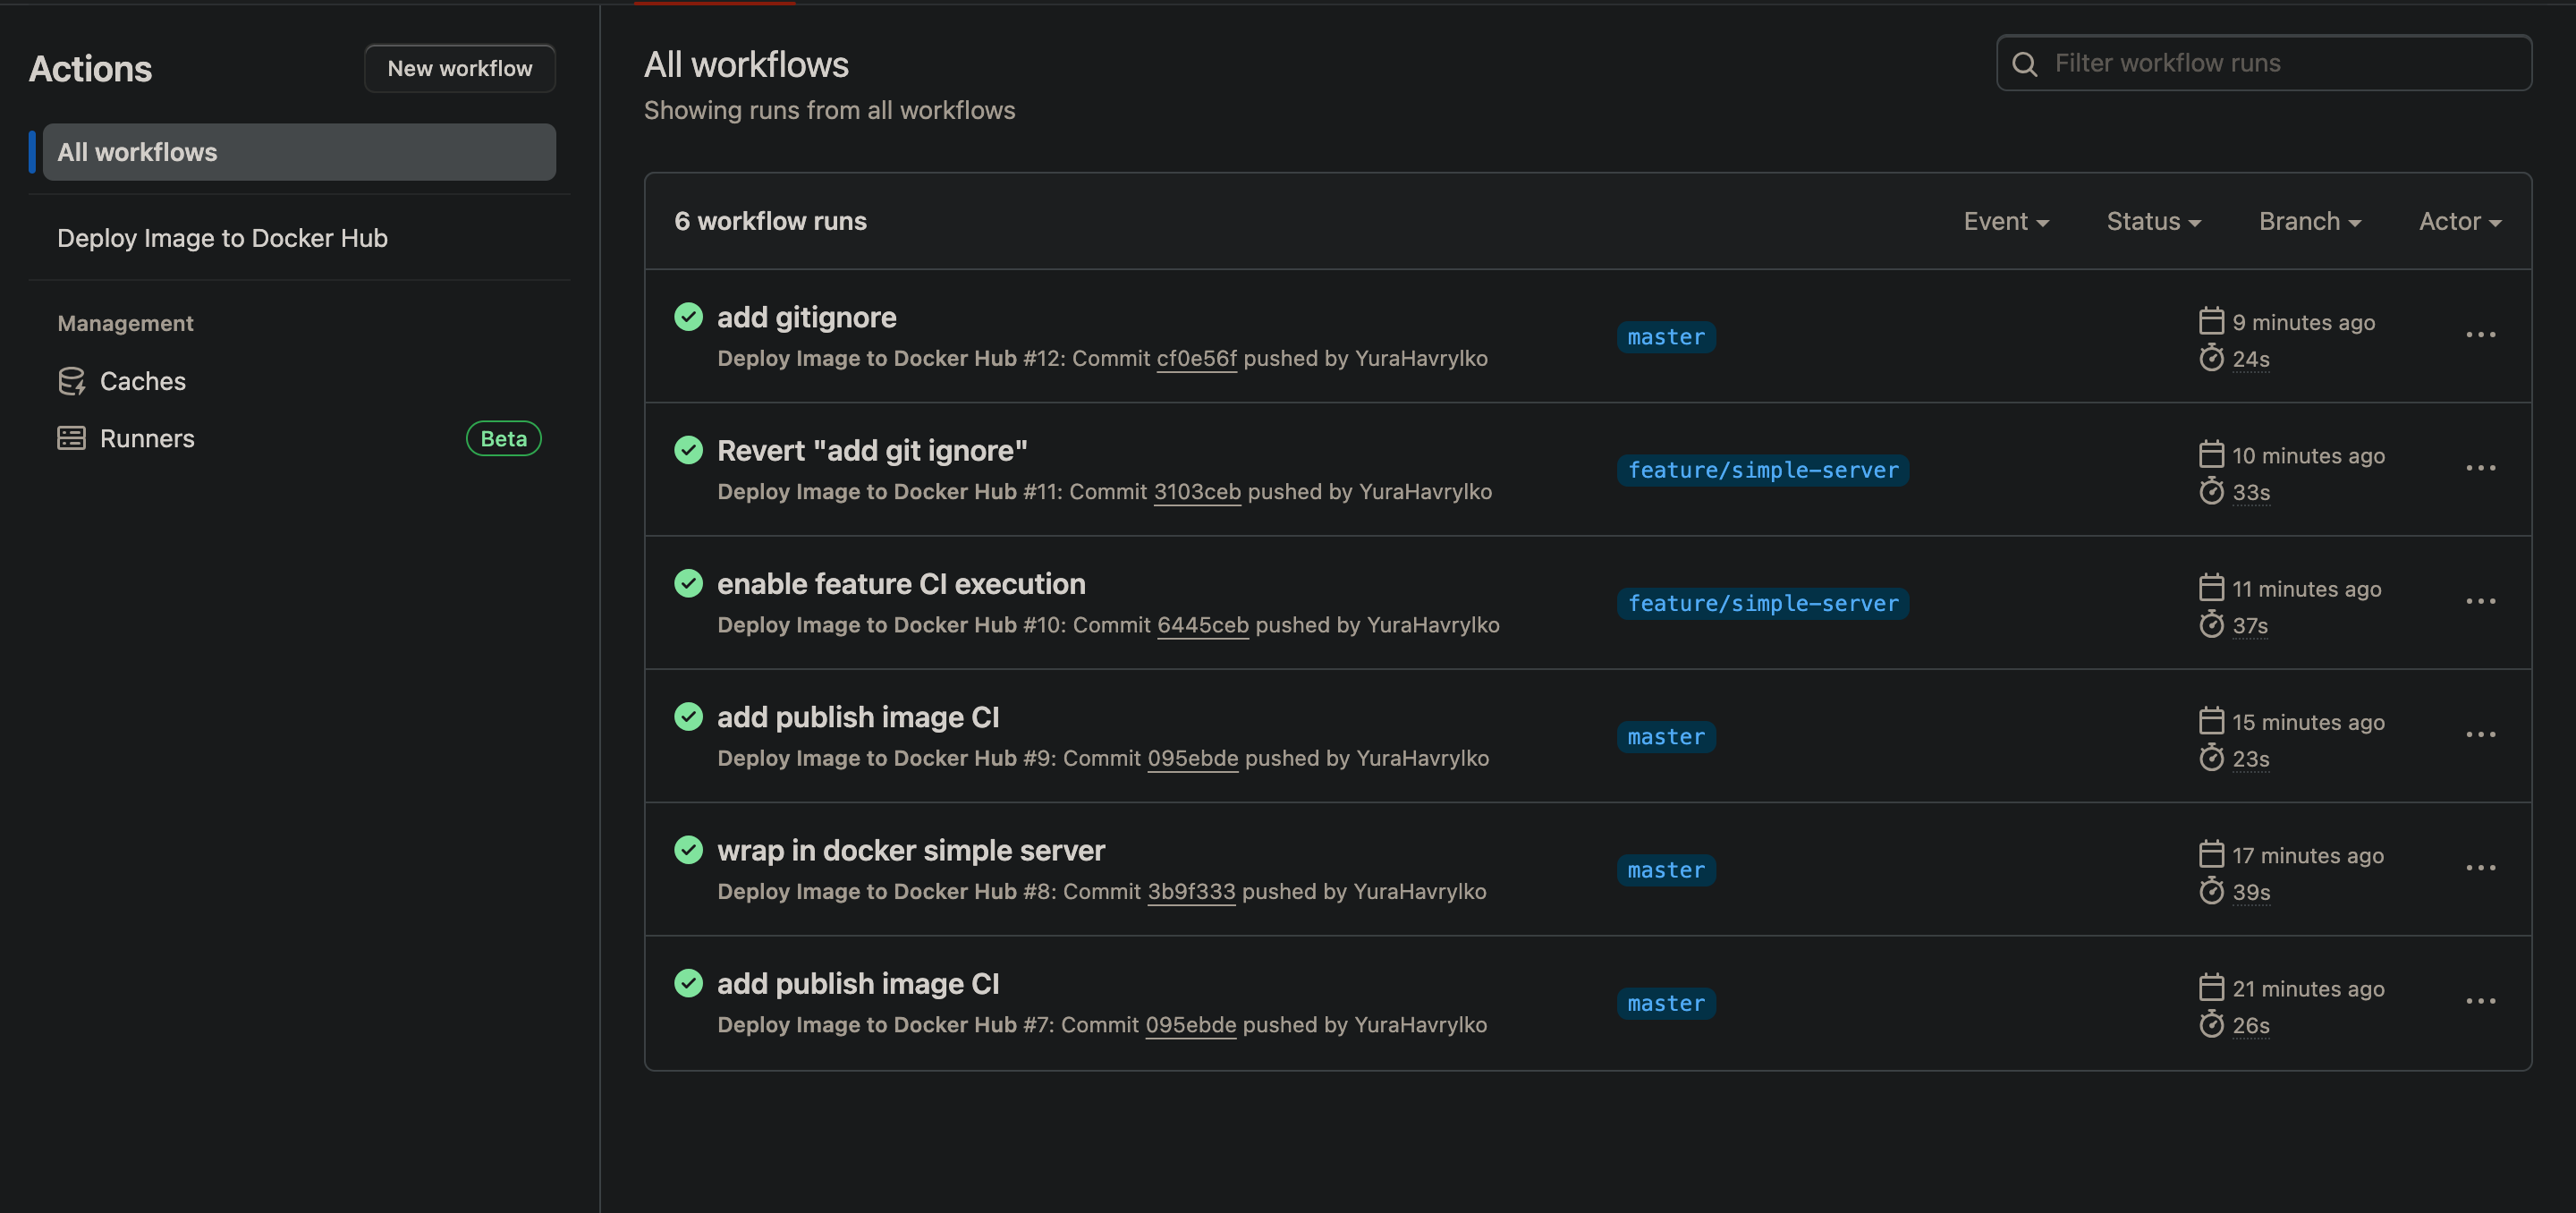 Actions
New workflow
All workflows
Deploy Image to Docker Hub
Management
Caches
Runners
Beta
All workflows
Showing runs from all workflows
Filter workflow runs
6 workflow runs
Event
Status
Branch
Actor
add gitignore
Deploy Image to Docker Hub #12: Commit cf0e56f pushed by YuraHavrylko
master
9 minutes ago
24s
Revert "add git ignore"
Deploy Image to Docker Hub #11: Commit 3103ceb pushed by YuraHavrylko
feature/simple-server
10 minutes ago
33s
enable feature CI execution
Deploy Image to Docker Hub #10: Commit 6445ceb pushed by YuraHavrylko
feature/simple-server
11 minutes ago
37s
add publish image CI
Deploy Image to Docker Hub #9: Commit 095ebde pushed by YuraHavrylko
master
15 minutes ago
23s
wrap in docker simple server
Deploy Image to Docker Hub #8: Commit 3b9f333 pushed by YuraHavrylko
master
17 minutes ago
39s
add publish image CI
Deploy Image to Docker Hub #7: Commit 095ebde pushed by YuraHavrylko
master
21 minutes ago
26s